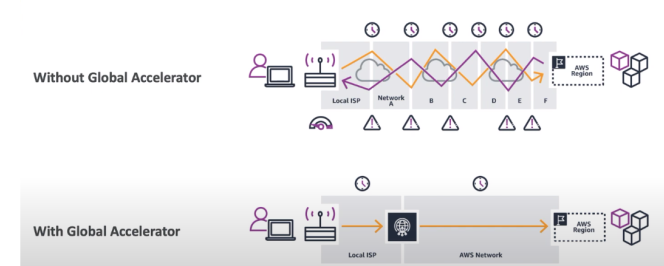 Without Global Accelerator
Local ISP
Network
A
B
C
D
E
F
AWS
Region
With Global Accelerator
Local ISP
AWS Network
AWS
Region